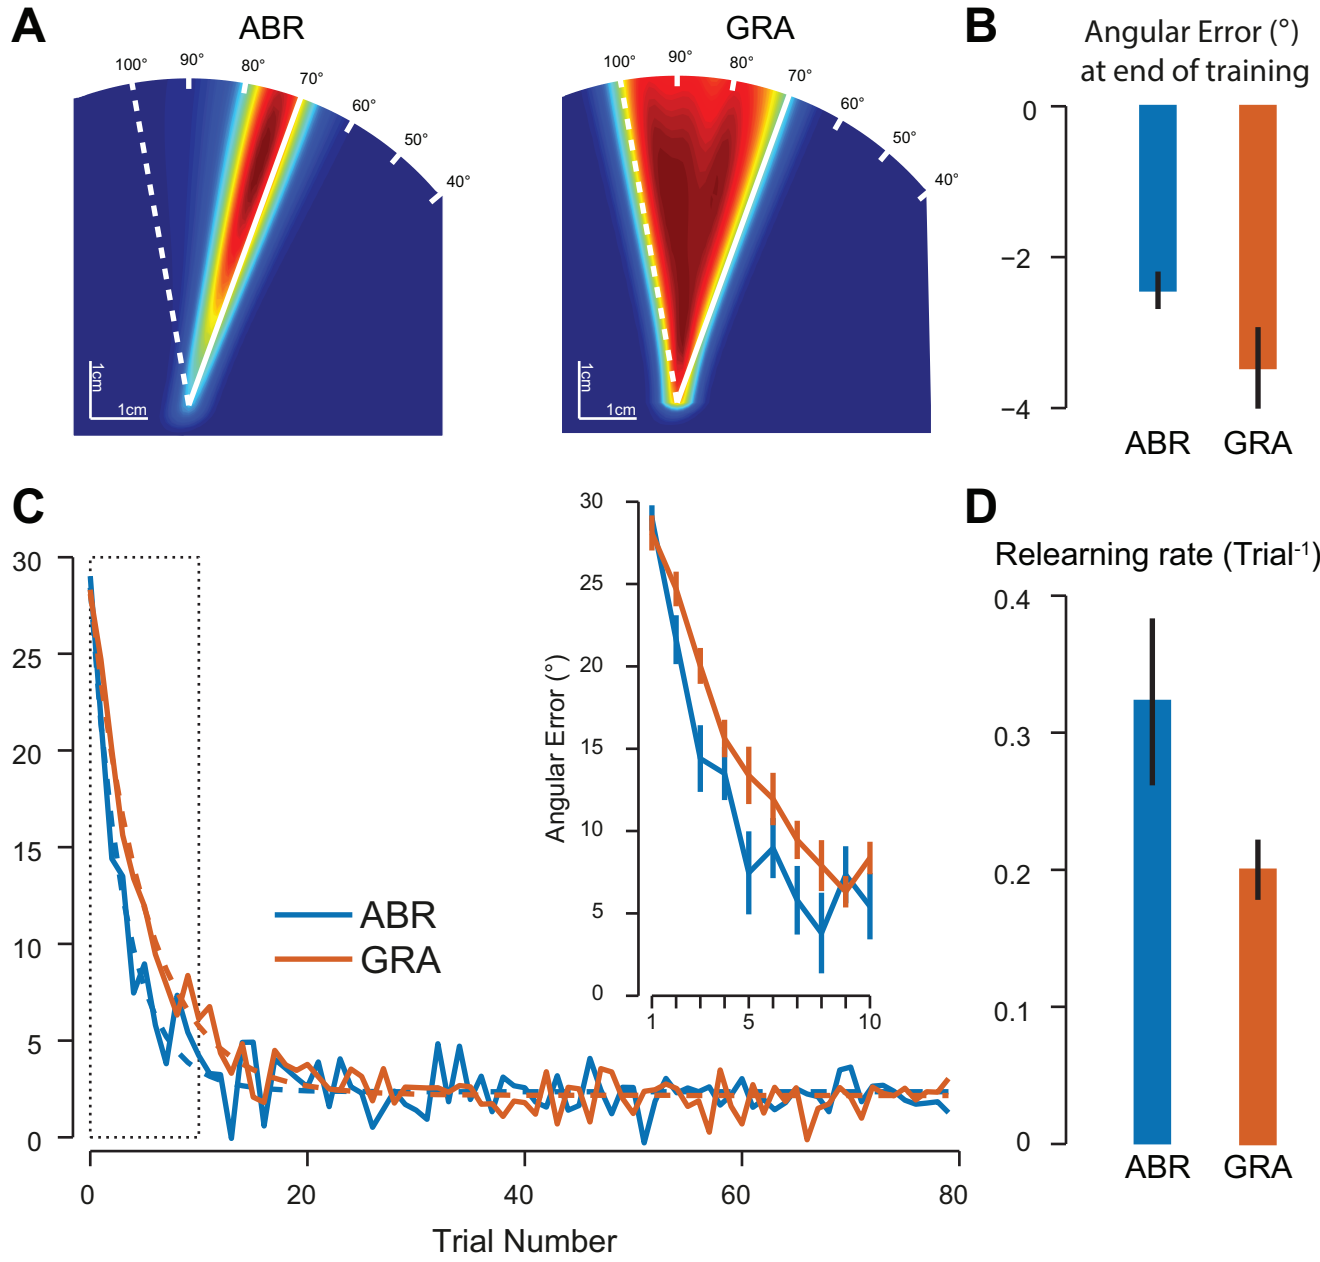 A
ABR
100°
90°
80°
70°
60°
50°
40°
1cm
1cm
GRA
100°
90°
80°
70°
60°
50°
40°
1cm
1cm
B
Angular Error (°)
at end of training
0
−2
−4
ABR
GRA
C
30
25
20
15
10
5
0
0
20
40
60
80
Trial Number
ABR
GRA
30
25
20
15
10
5
0
Angular Error (°)
1
5
10
D
Relearning rate (Trial⁻¹)
0.4
0.3
0.2
0.1
0
ABR
GRA